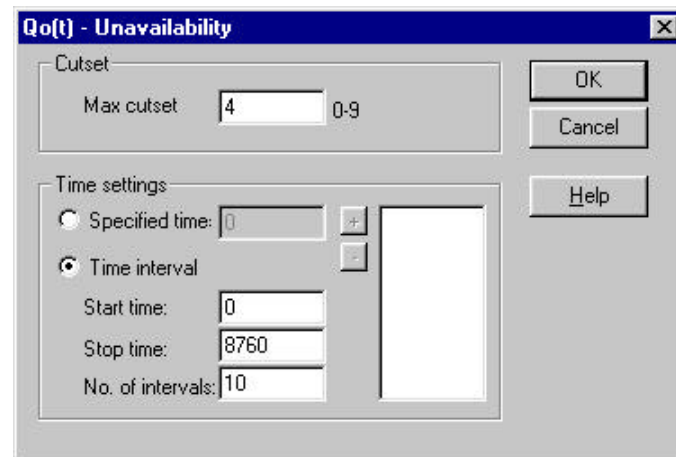 Qo(t) - Unavailability
Cutset
Max cutset 4 0-9
OK
Cancel
Time settings
Specified time: 0 +
Help
Time interval -
Start time: 0
Stop time: 8760
No. of intervals: 10